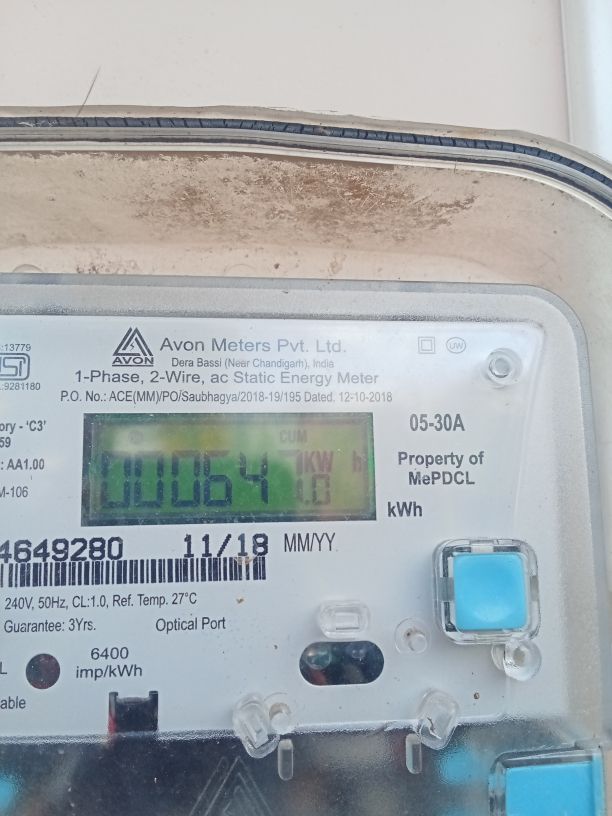 :13779
Avon Meters Pvt. Ltd.
AVON
Dera Bassi (Near Chandigarh), India
UW
ISI
.:9281180
1-Phase, 2-Wire, ac Static Energy Meter
P.O. No.: ACE(MM)/PO/Saubhagya/2018-19/195 Dated. 12-10-2018
ory - 'C3'
59
: AA1.00
M-106
CUM
KW h
05-30A
Property of
MePDCL
kWh
4649280 11/18 MM/YY
240V, 50Hz, CL:1.0, Ref. Temp. 27°C
Guarantee: 3Yrs. Optical Port
L
6400
imp/kWh
able